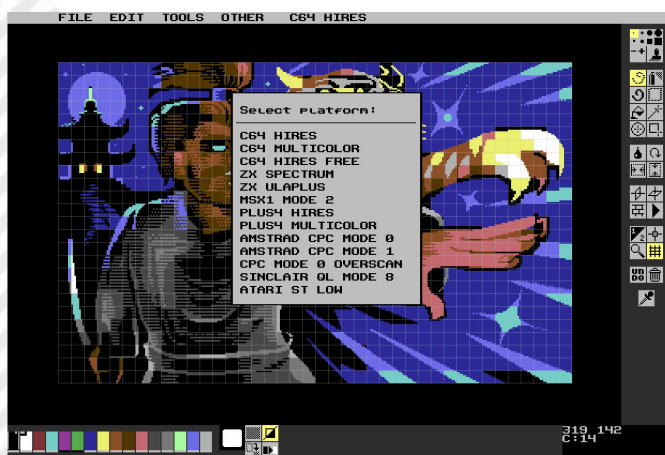 FILE EDIT TOOLS OTHER C64 HIRES
Select platform:
C64 HIRES
C64 MULTICOLOR
C64 HIRES FREE
ZX SPECTRUM
ZX ULAPLUS
MSX1 MODE 2
PLUS4 HIRES
PLUS4 MULTICOLOR
AMSTRAD CPC MODE 0
AMSTRAD CPC MODE 1
CPC MODE 0 OVERSCAN
SINCLAIR QL MODE 8
ATARI ST LOW
UN
DO
319 142
C:14